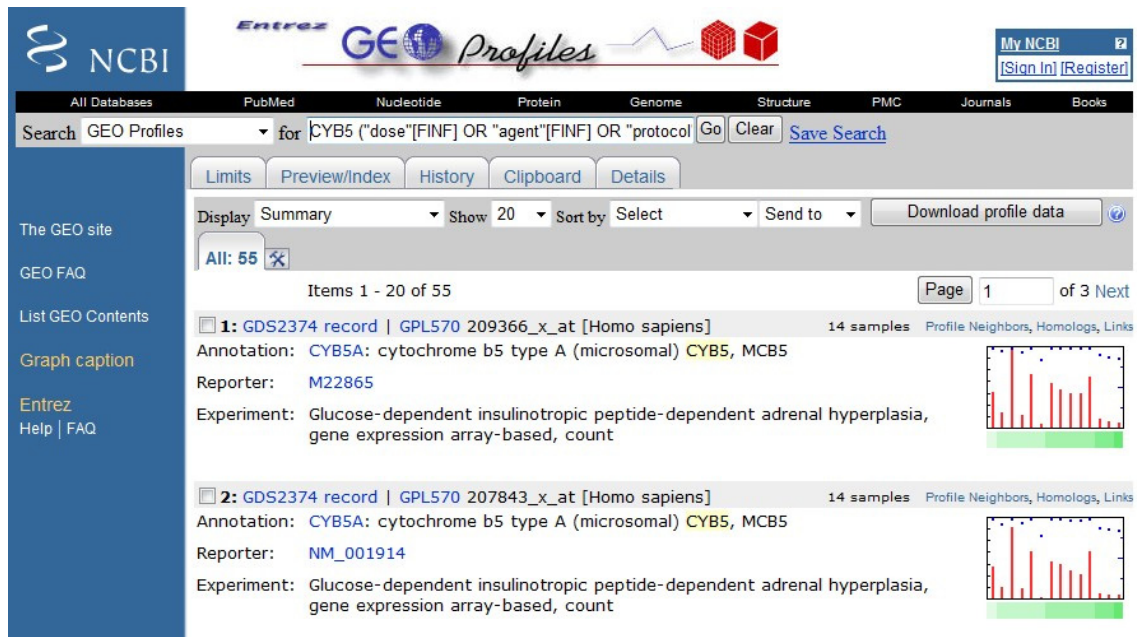 NCBI
Entrez
GEO Profiles
My NCBI ?
[Sign In] [Register]
All Databases PubMed Nucleotide Protein Genome Structure PMC Journals Books
Search GEO Profiles for CYB5 ("dose"[FINF] OR "agent"[FINF] OR "protocol" Go Clear Save Search
Limits Preview/Index History Clipboard Details
Display Summary Show 20 Sort by Select Send to Download profile data ?
The GEO site
GEO FAQ
List GEO Contents
Graph caption
Entrez
Help | FAQ
All: 55
Items 1 - 20 of 55 Page 1 of 3 Next
1: GDS2374 record | GPL570 209366_x_at [Homo sapiens] 14 samples Profile Neighbors, Homologs, Links
Annotation: CYB5A: cytochrome b5 type A (microsomal) CYB5, MCB5
Reporter: M22865
Experiment: Glucose-dependent insulinotropic peptide-dependent adrenal hyperplasia,
gene expression array-based, count
2: GDS2374 record | GPL570 207843_x_at [Homo sapiens] 14 samples Profile Neighbors, Homologs, Links
Annotation: CYB5A: cytochrome b5 type A (microsomal) CYB5, MCB5
Reporter: NM_001914
Experiment: Glucose-dependent insulinotropic peptide-dependent adrenal hyperplasia,
gene expression array-based, count